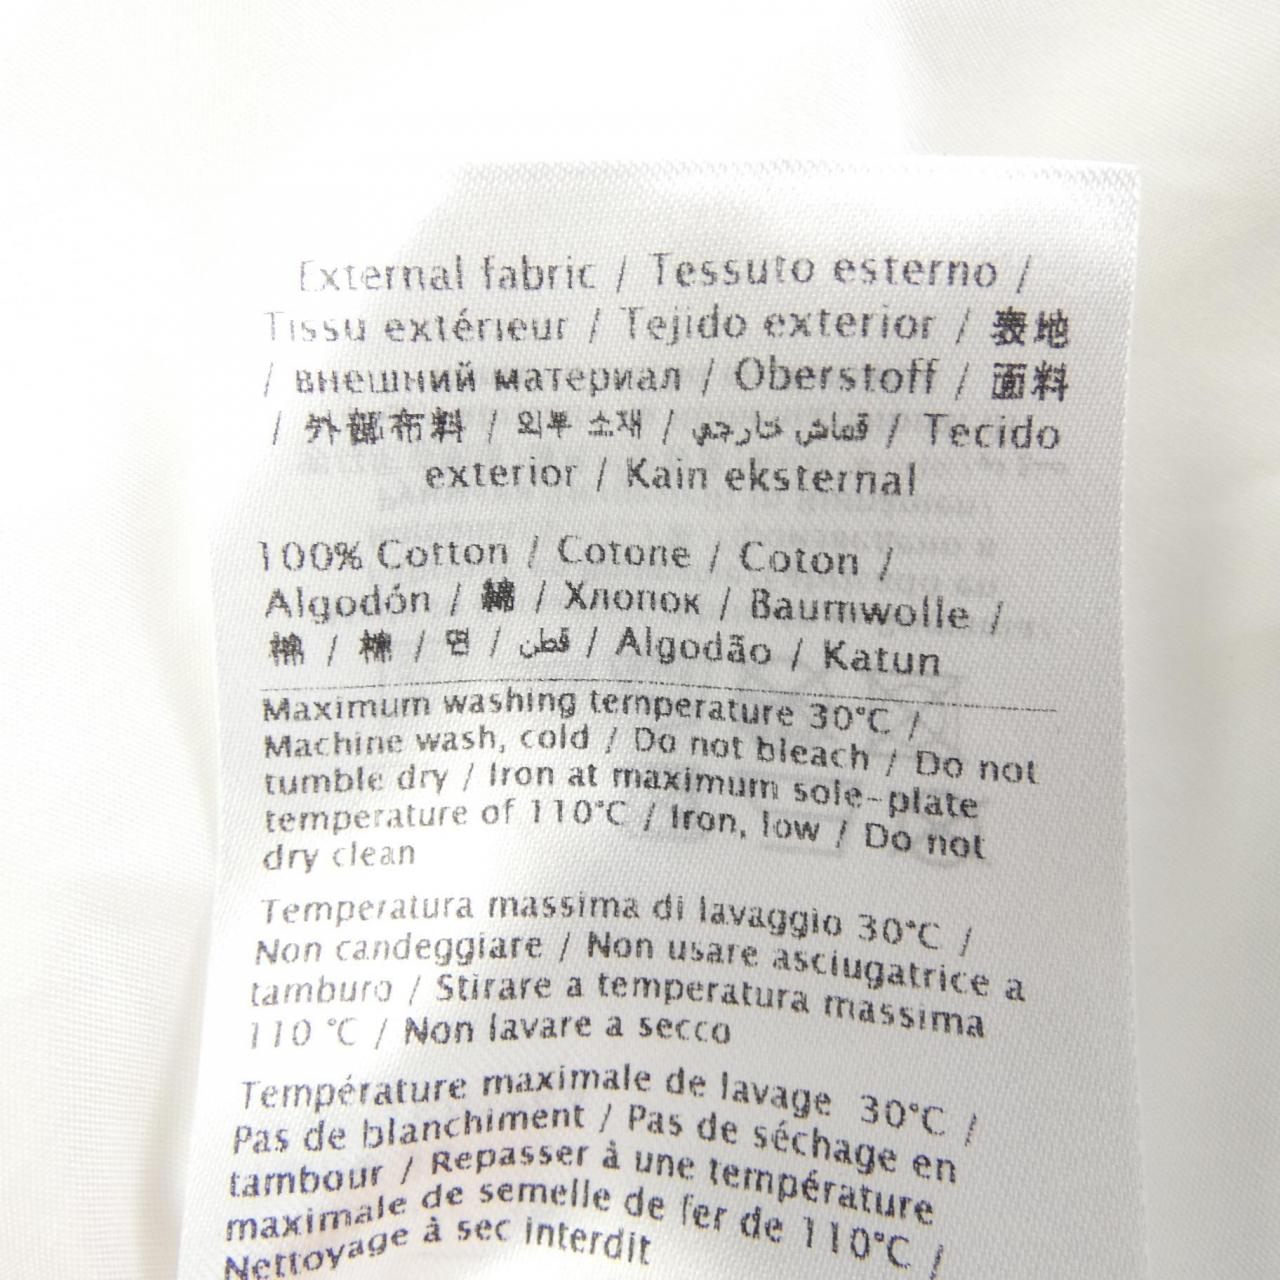 External fabric / Tessuto esterno /
Tissu extérieur / Tejido exterior / 表地
/ внешний материал / Oberstoff / 面料
/ 外部布料 / 외부 소재 / قماش خارجي / Tecido
exterior / Kain eksternal
100% Cotton / Cotone / Coton /
Algodón / 綿 / Хлопок / Baumwolle /
棉 / 棉 / 면 / قطن / Algodão / Katun
Maximum washing temperature 30°C /
Machine wash, cold / Do not bleach / Do not
tumble dry / Iron at maximum sole-plate
temperature of 110°C / Iron, low / Do not
dry clean
Temperatura massima di lavaggio 30°C /
Non candeggiare / Non usare asciugatrice a
tamburo / Stirare a temperatura massima
110 °C / Non lavare a secco
Température maximale de lavage 30°C /
Pas de blanchiment / Pas de séchage en
tambour / Repasser à une température
maximale de semelle de fer de 110°C /
Nettoyage à sec interdit